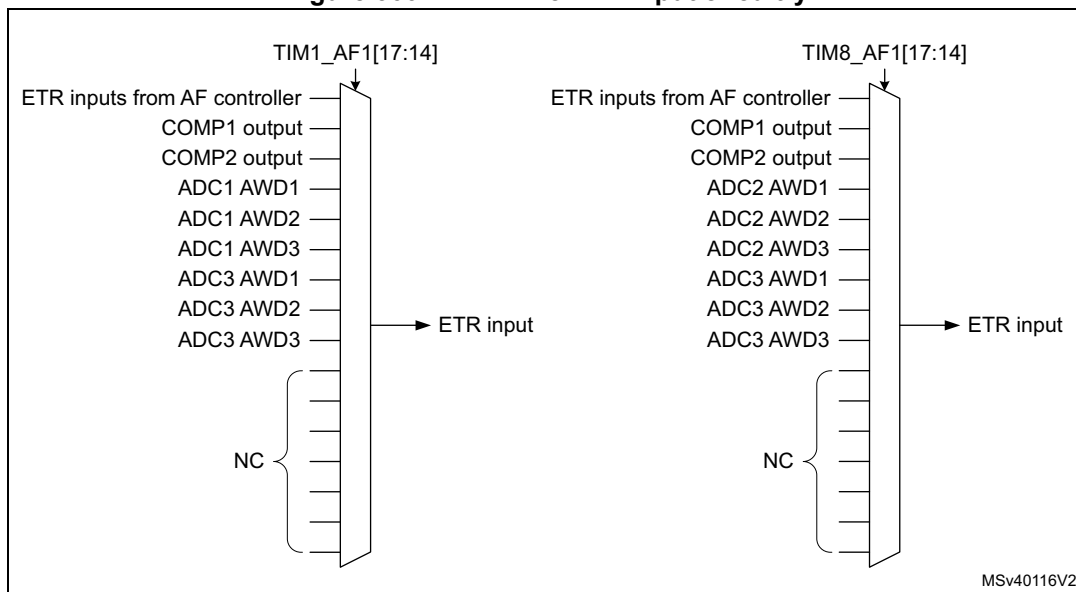 TIM1_AF1[17:14]
ETR inputs from AF controller
COMP1 output
COMP2 output
ADC1 AWD1
ADC1 AWD2
ADC1 AWD3
ADC3 AWD1
ADC3 AWD2
ADC3 AWD3
NC
ETR input
TIM8_AF1[17:14]
ETR inputs from AF controller
COMP1 output
COMP2 output
ADC2 AWD1
ADC2 AWD2
ADC2 AWD3
ADC3 AWD1
ADC3 AWD2
ADC3 AWD3
NC
ETR input
MSv40116V2